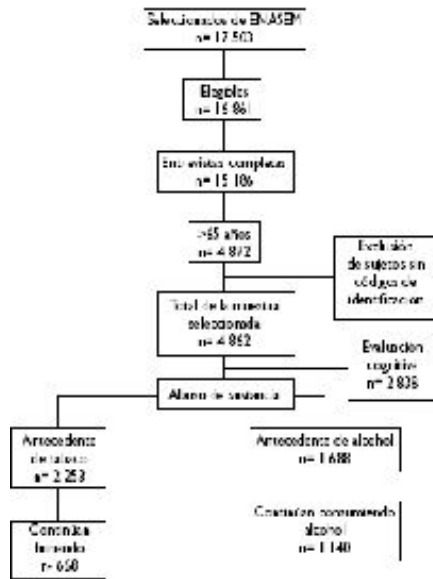 Seleccionados de ENASEM
n= 17 503
Elegibles
n= 16 861
Entrevistas completas
n= 15 186
>65 años
n= 4 872
Exclusión
de sujetos sin
códigos de
identificación
Total de la muestra
seleccionada
n= 4 862
Evaluación
cognitiva
n= 2 838
Abuso de sustancia
Antecedente
de tabaco
n= 2 253
Antecedente de alcohol
n= 1 688
Continúan
fumando
n= 658
Continúan consumiendo
alcohol
n= 1 140